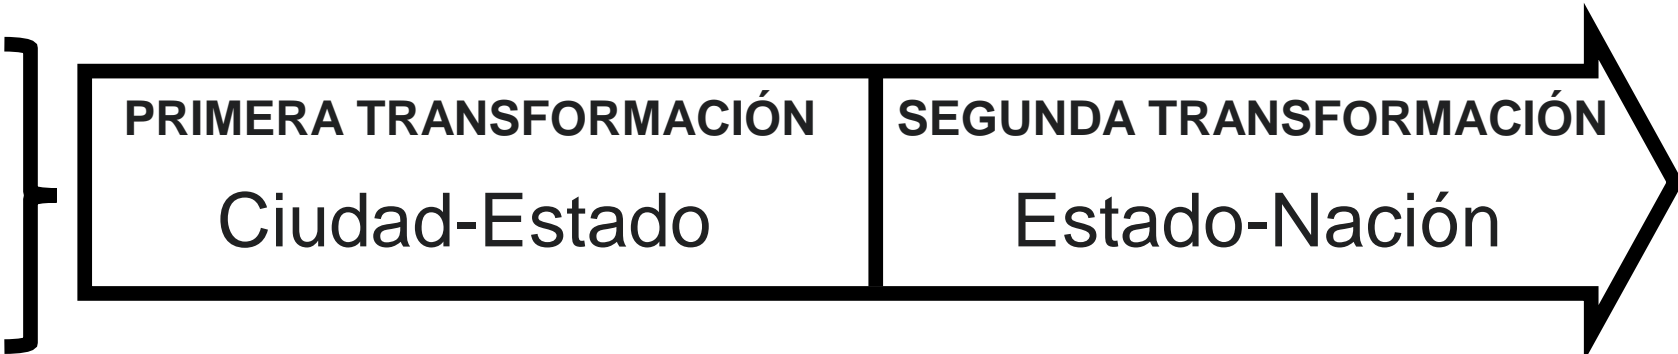 PRIMERA TRANSFORMACIÓN
Ciudad-Estado
SEGUNDA TRANSFORMACIÓN
Estado-Nación